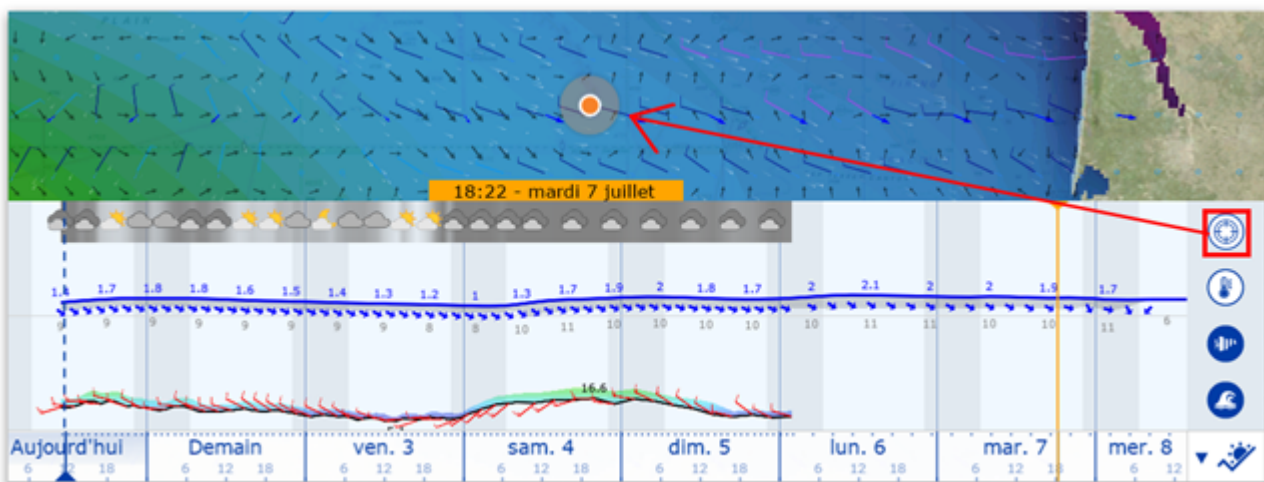 PLAIN
18:22 - mardi 7 juillet
1.4 1.7 1.8 1.8 1.6 1.5 1.4 1.3 1.2 1 1.3 1.7 1.9 2 1.8 1.7 2 2.1 2 2 1.9 1.7
9 9 9 9 9 9 9 9 8 8 10 11 10 10 10 10 10 10 11 11 10 10 11 6
16.6
Aujourd'hui Demain ven. 3 sam. 4 dim. 5 lun. 6 mar. 7 mer. 8
6 12 18 6 12 18 6 12 18 6 12 18 6 12 18 6 12 18 6 12 18 6 12